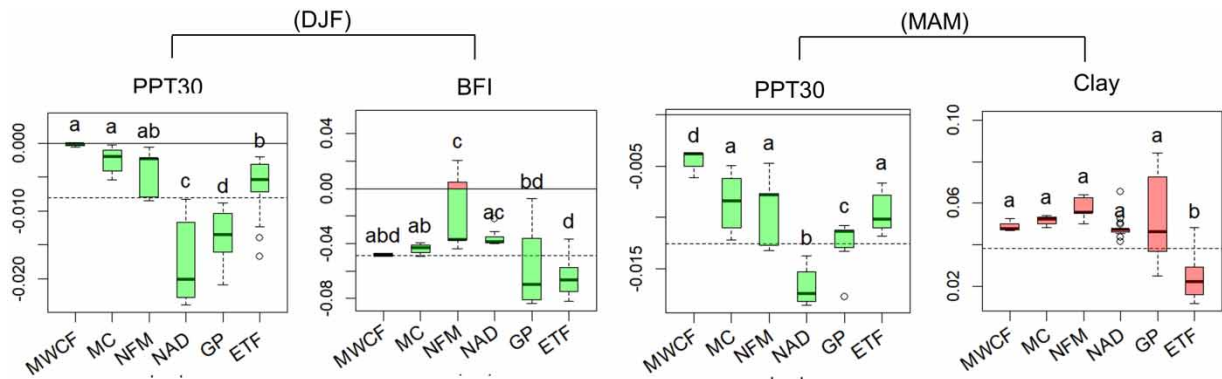 (DJF)
(MAM)
PPT30
BFI
PPT30
Clay
0.000
-0.010
-0.020
a
a
ab
c
d
b
MWCF
MC
NFM
NAD
GP
ETF
0.04
0.00
-0.04
-0.08
abd
ab
c
ac
bd
d
MWCF
MC
NFM
NAD
GP
ETF
-0.005
-0.015
d
a
a
b
c
a
MWCF
MC
NFM
NAD
GP
ETF
0.10
0.06
0.02
a
a
a
a
a
b
MWCF
MC
NFM
NAD
GP
ETF